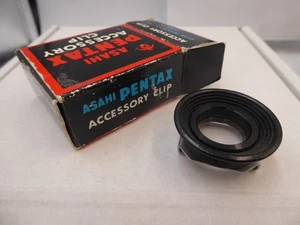 ASAHI
PENTAX
ACCESSORY
CLIP
ASAHI PENTAX
ACCESSORY CLIP